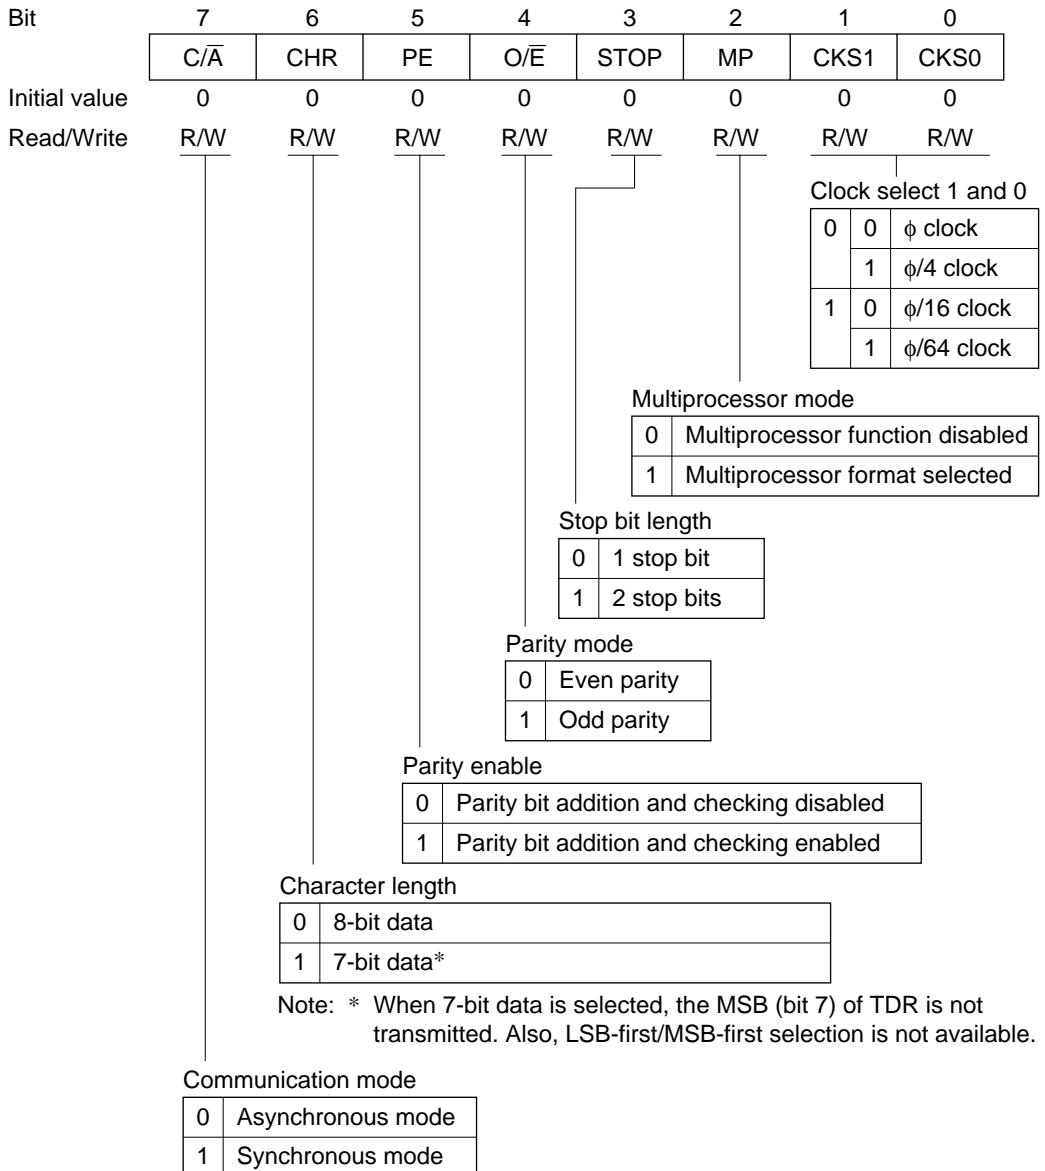 Bit 7 6 5 4 3 2 1 0
C/A̅ CHR PE O/E̅ STOP MP CKS1 CKS0
Initial value 0 0 0 0 0 0 0 0
Read/Write R/W R/W R/W R/W R/W R/W R/W R/W
Clock select 1 and 0
0 0 ϕ clock
1 ϕ/4 clock
1 0 ϕ/16 clock
1 ϕ/64 clock
Multiprocessor mode
0 Multiprocessor function disabled
1 Multiprocessor format selected
Stop bit length
0 1 stop bit
1 2 stop bits
Parity mode
0 Even parity
1 Odd parity
Parity enable
0 Parity bit addition and checking disabled
1 Parity bit addition and checking enabled
Character length
0 8-bit data
1 7-bit data*
Note: * When 7-bit data is selected, the MSB (bit 7) of TDR is not
transmitted. Also, LSB-first/MSB-first selection is not available.
Communication mode
0 Asynchronous mode
1 Synchronous mode